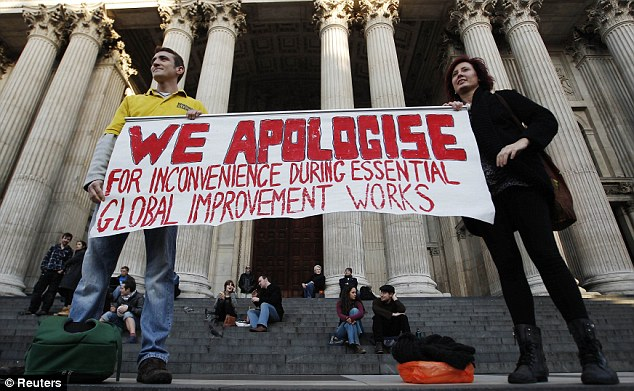 WE APOLOGISE
FOR INCONVENIENCE DURING ESSENTIAL
GLOBAL IMPROVEMENT WORKS
© Reuters